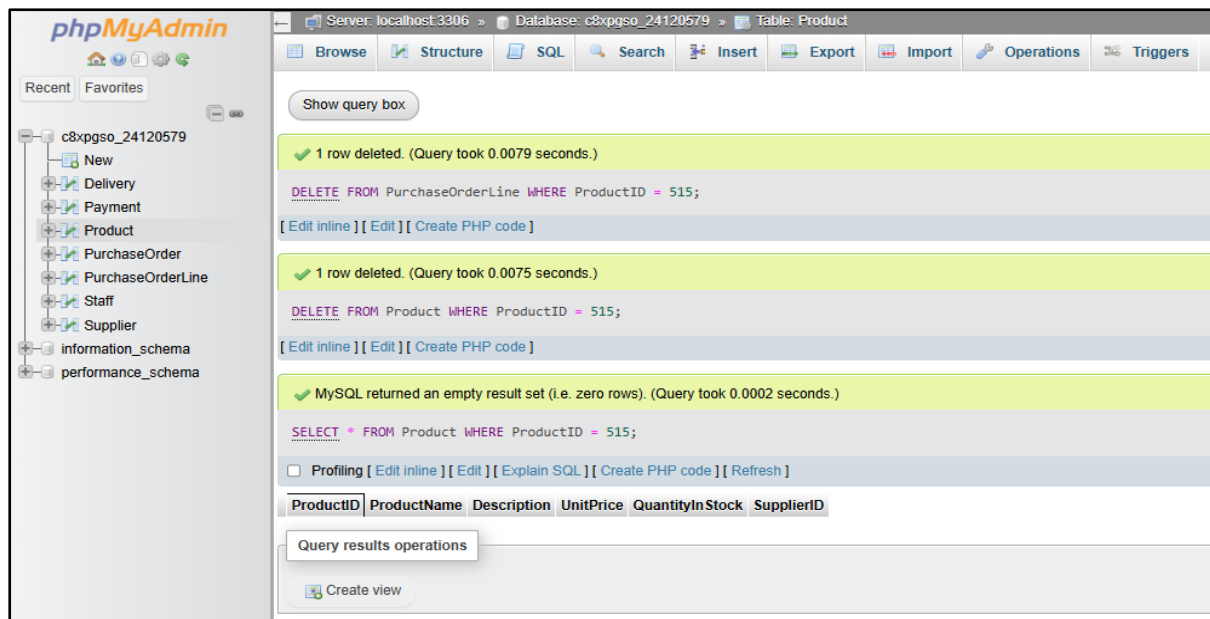 phpMyAdmin
Recent Favorites
c8xpgso_24120579
New
Delivery
Payment
Product
PurchaseOrder
PurchaseOrderLine
Staff
Supplier
information_schema
performance_schema
Server: localhost:3306 » Database: c8xpgso_24120579 » Table: Product
Browse Structure SQL Search Insert Export Import Operations Triggers
Show query box
1 row deleted. (Query took 0.0079 seconds.)
DELETE FROM PurchaseOrderLine WHERE ProductID = 515;
[ Edit inline ] [ Edit ] [ Create PHP code ]
1 row deleted. (Query took 0.0075 seconds.)
DELETE FROM Product WHERE ProductID = 515;
[ Edit inline ] [ Edit ] [ Create PHP code ]
MySQL returned an empty result set (i.e. zero rows). (Query took 0.0002 seconds.)
SELECT * FROM Product WHERE ProductID = 515;
Profiling [ Edit inline ] [ Edit ] [ Explain SQL ] [ Create PHP code ] [ Refresh ]
ProductID ProductName Description UnitPrice QuantityInStock SupplierID
Query results operations
Create view